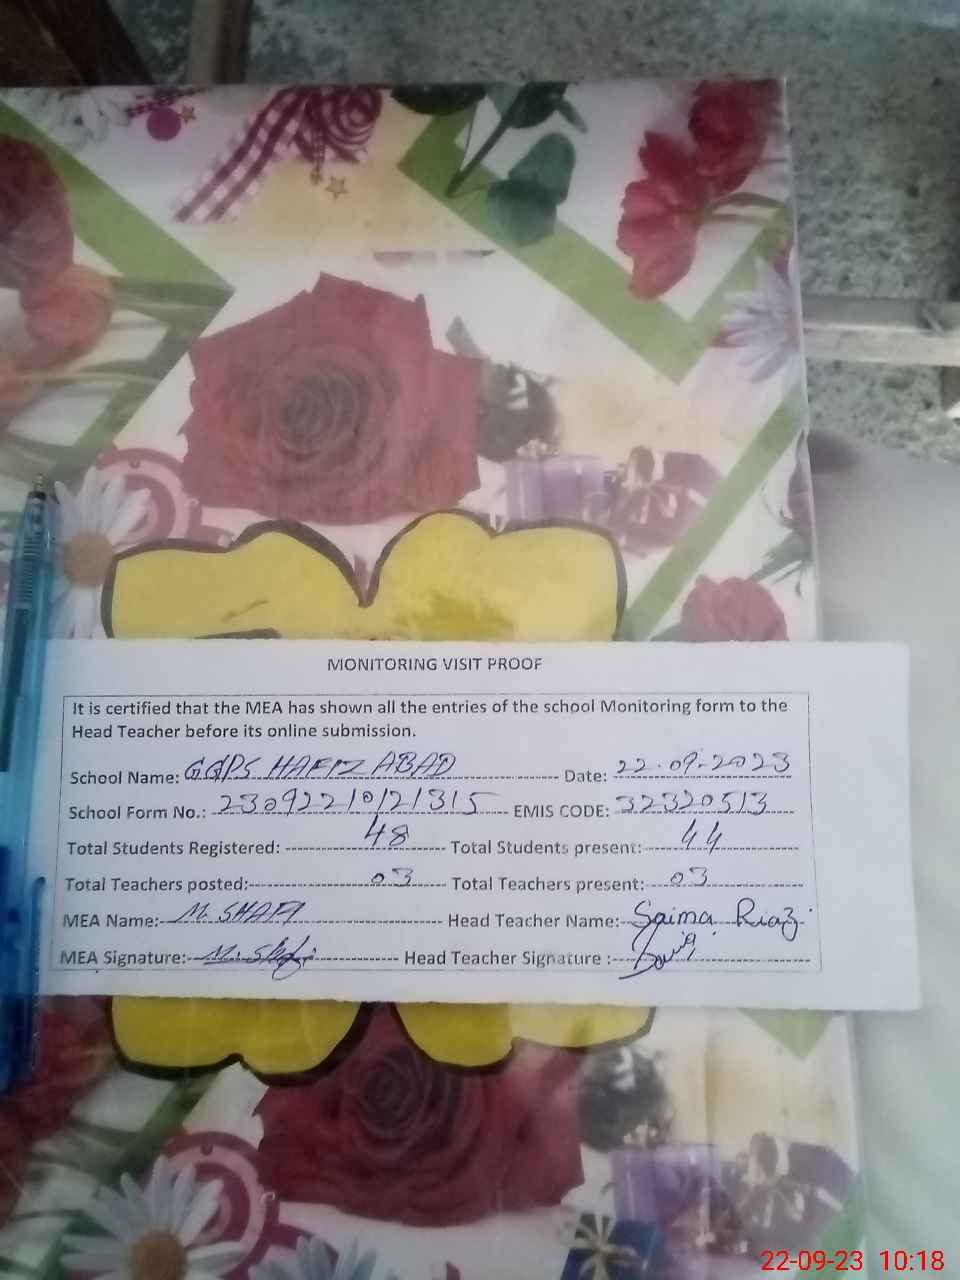 MONITORING VISIT PROOF
It is certified that the MEA has shown all the entries of the school Monitoring form to the
Head Teacher before its online submission.
School Name: GGPS HAFIZ ABAD Date: 22.09.2023
School Form No.: 23092210121315 EMIS CODE: 32320513
Total Students Registered: 48 Total Students present: 44
Total Teachers posted: 03 Total Teachers present: 03
MEA Name: M. SHAFI Head Teacher Name: Saima Riaz
MEA Signature: M. Shafi Head Teacher Signature :
22-09-23 10:18